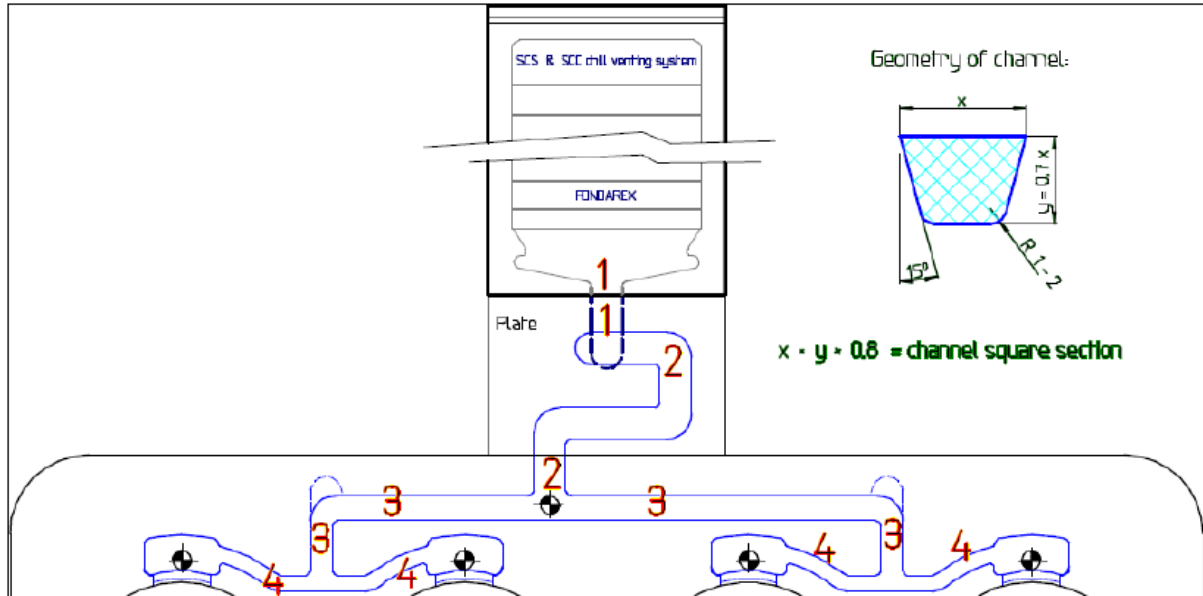 SCS & SCC chill venting system
Geometry of channel:
x
y = 0.7 x
R 1-2
15°
FONDAREX
1
Plate
1
2
x · y · 0.8 = channel square section
2
3
3
3
3
4
4
4
4